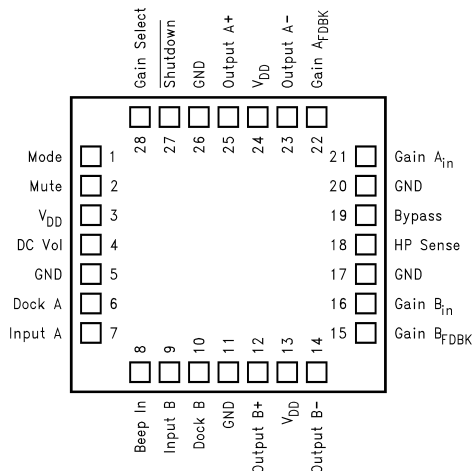 Gain Select
Shutdown
GND
Output A+
VDD
Output A-
Gain AFDBK
28
27
26
25
24
23
22
Mode 1
Mute 2
VDD 3
DC Vol 4
GND 5
Dock A 6
Input A 7
21 Gain Ain
20 GND
19 Bypass
18 HP Sense
17 GND
16 Gain Bin
15 Gain BFDBK
8
9
10
11
12
13
14
Beep In
Input B
Dock B
GND
Output B+
VDD
Output B-